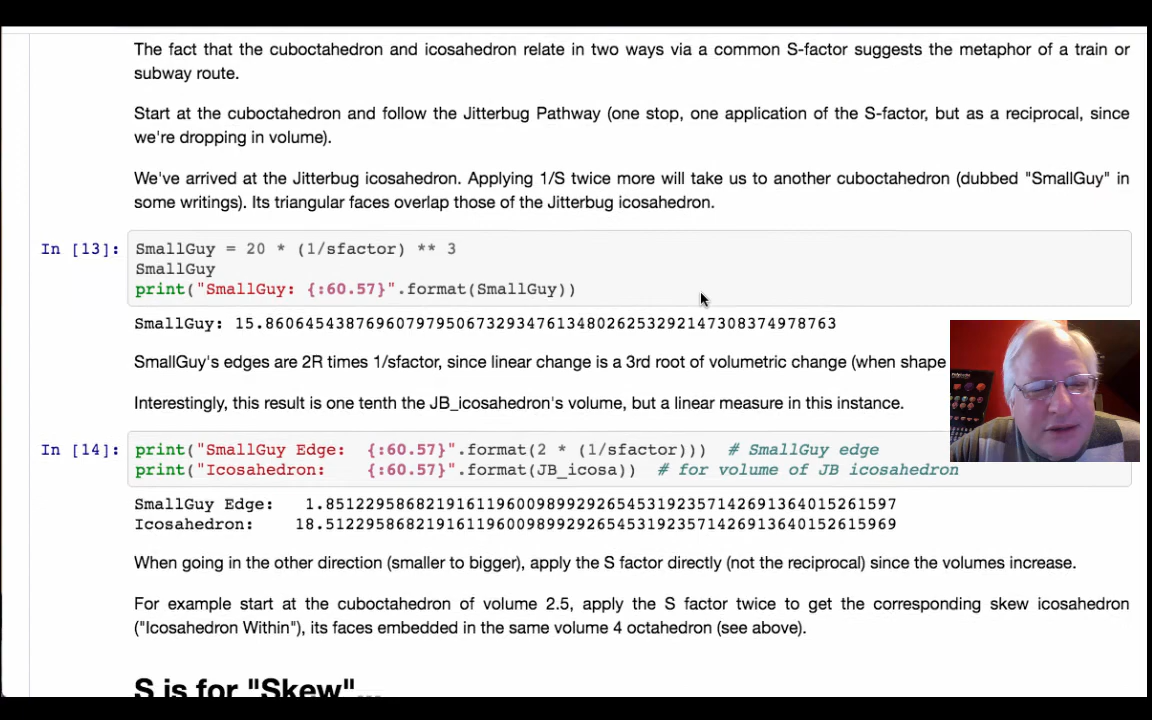 The fact that the cuboctahedron and icosahedron relate in two ways via a common S-factor suggests the metaphor of a train or
subway route.
Start at the cuboctahedron and follow the Jitterbug Pathway (one stop, one application of the S-factor, but as a reciprocal, since
we're dropping in volume).
We've arrived at the Jitterbug icosahedron. Applying 1/S twice more will take us to another cuboctahedron (dubbed "SmallGuy" in
some writings). Its triangular faces overlap those of the Jitterbug icosahedron.
In [13]: SmallGuy = 20 * (1/sfactor) ** 3
SmallGuy
print("SmallGuy: {:60.57}".format(SmallGuy))
SmallGuy: 15.860645438769607979506732934761348026253292147308374978763
SmallGuy's edges are 2R times 1/sfactor, since linear change is a 3rd root of volumetric change (when shape
Interestingly, this result is one tenth the JB_icosahedron's volume, but a linear measure in this instance.
In [14]: print("SmallGuy Edge:  {:60.57}".format(2 * (1/sfactor)))  # SmallGuy edge
print("Icosahedron:    {:60.57}".format(JB_icosa))  # for volume of JB icosahedron
SmallGuy Edge:   1.85122958682191611960098992926545319235714269136401526 1597
Icosahedron:    18.5122958682191611960098992926545319235714269136401526 15969
When going in the other direction (smaller to bigger), apply the S factor directly (not the reciprocal) since the volumes increase.
For example start at the cuboctahedron of volume 2.5, apply the S factor twice to get the corresponding skew icosahedron
("Icosahedron Within"), its faces embedded in the same volume 4 octahedron (see above).
S is for "Skew"...